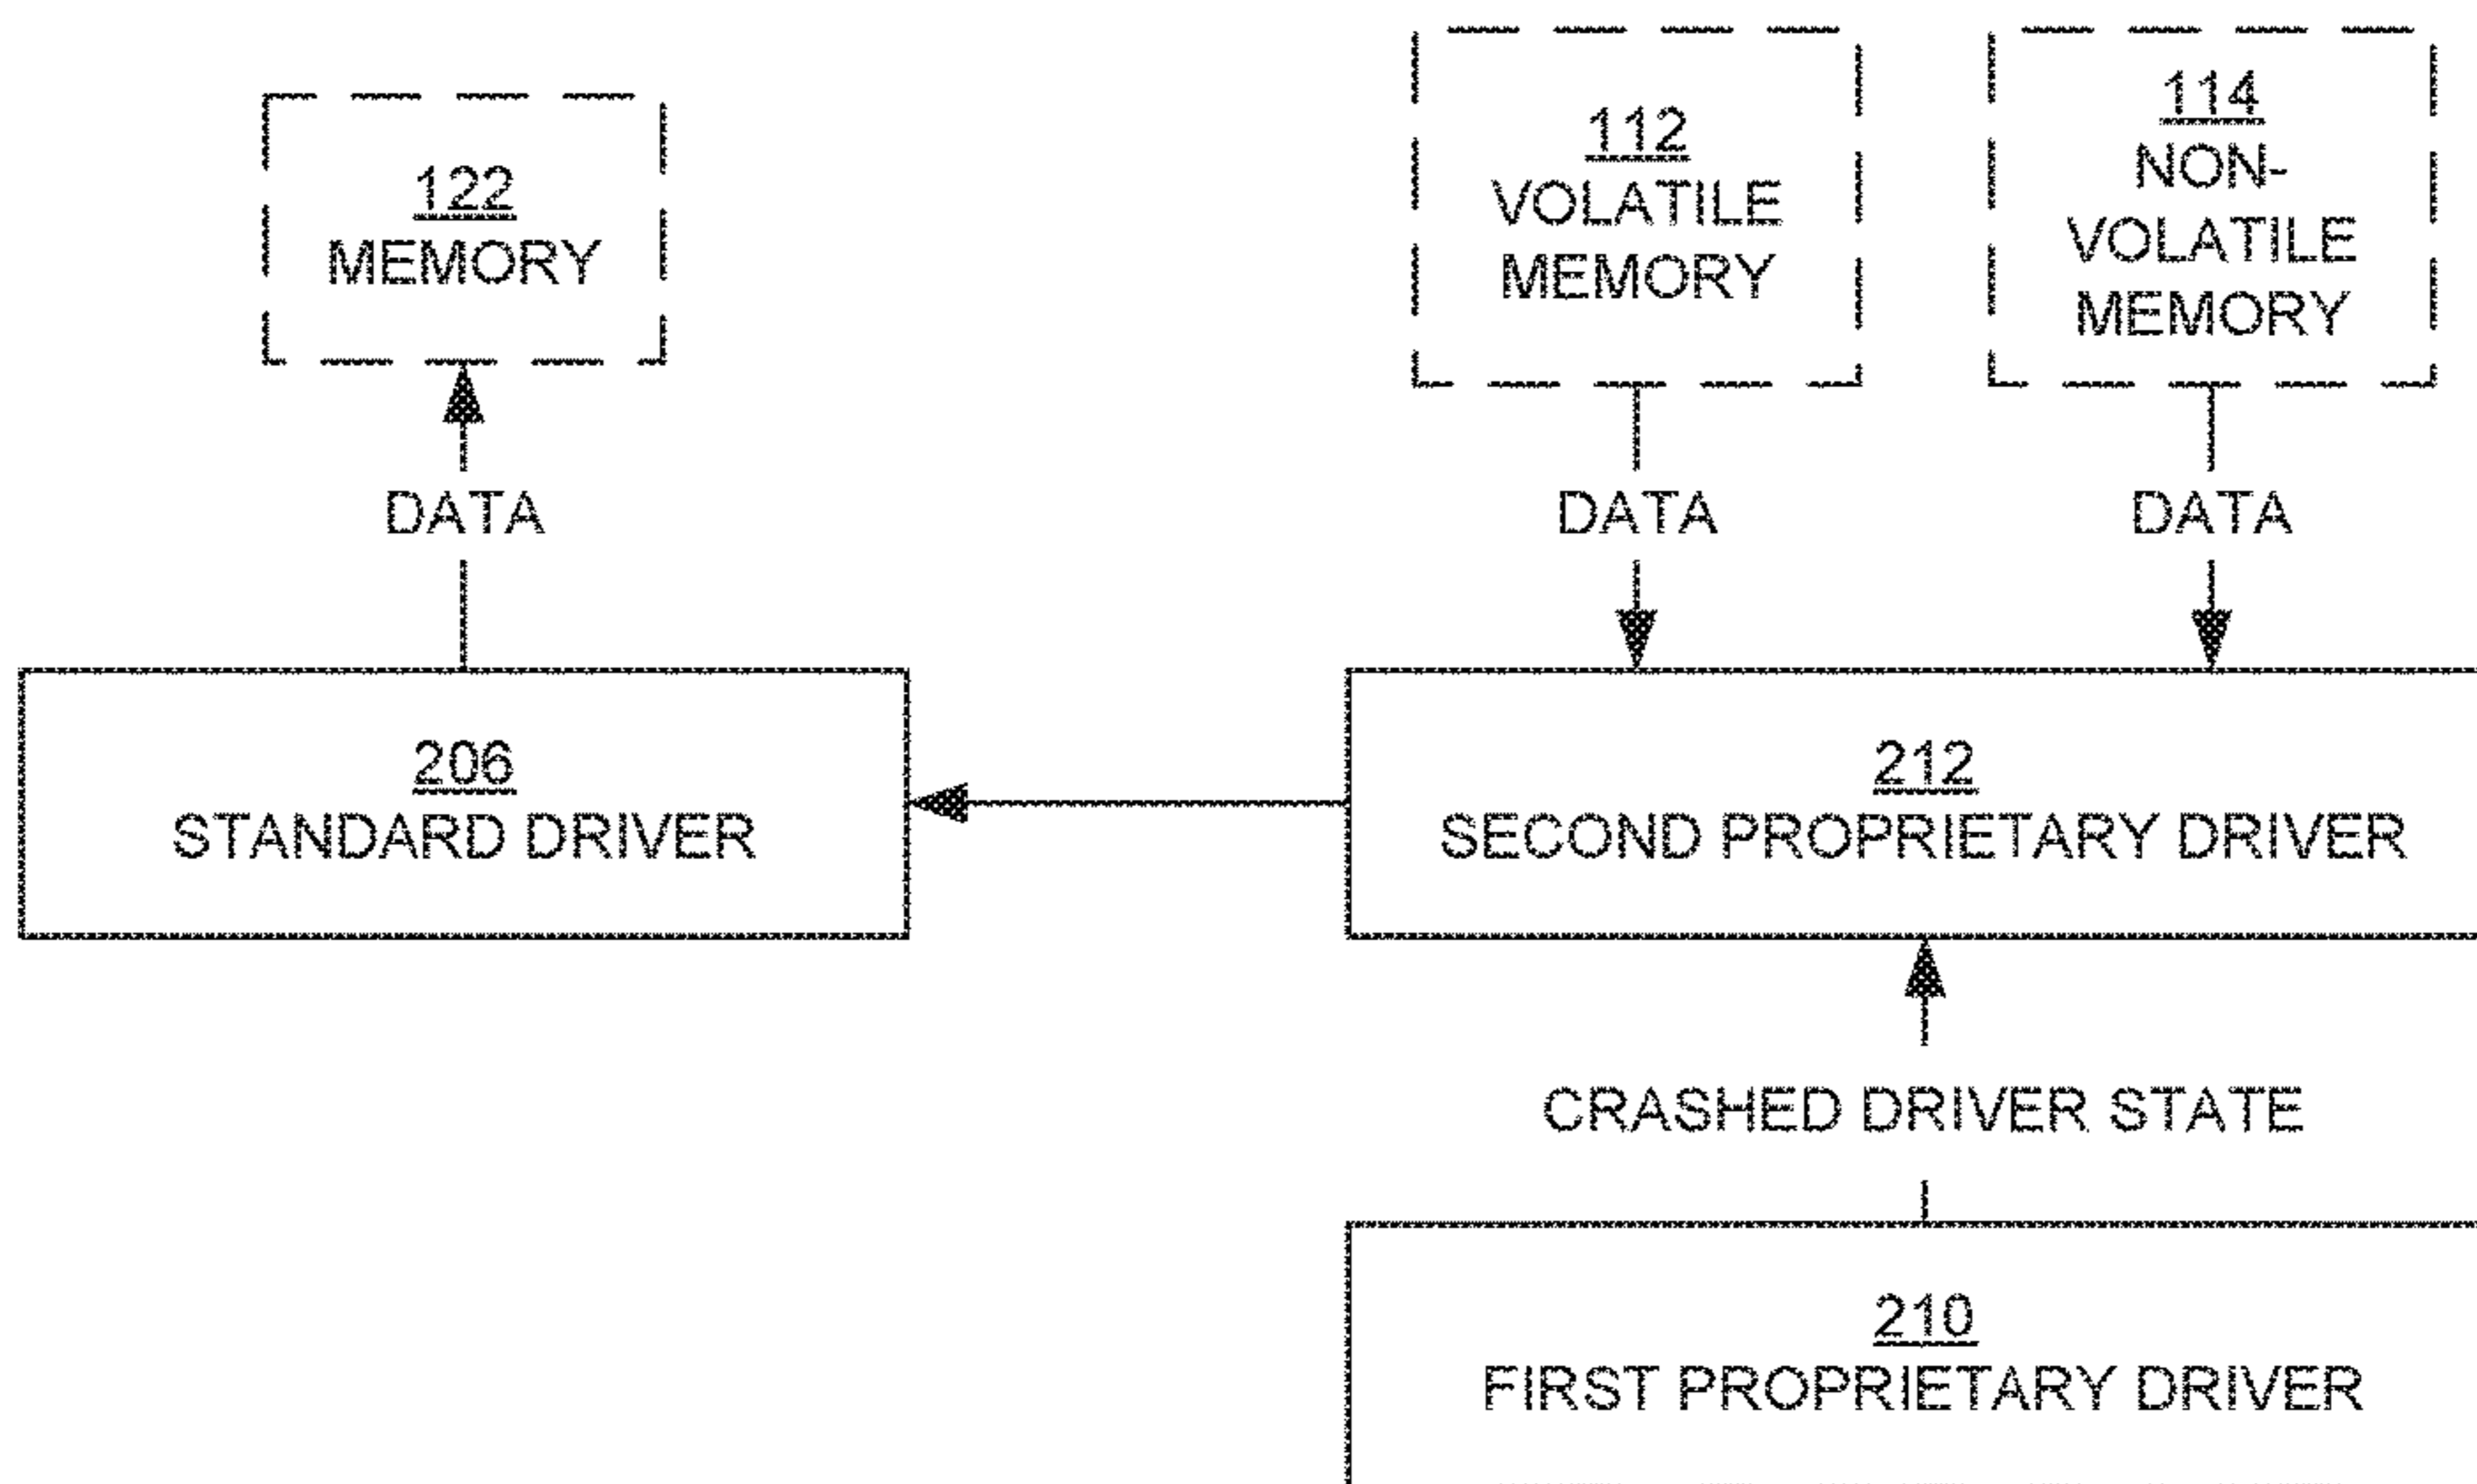 122
MEMORY
112
VOLATILE
MEMORY
114
NON-
VOLATILE
MEMORY
DATA
DATA
DATA
206
STANDARD DRIVER
212
SECOND PROPRIETARY DRIVER
CRASHED DRIVER STATE
210
FIRST PROPRIETARY DRIVER